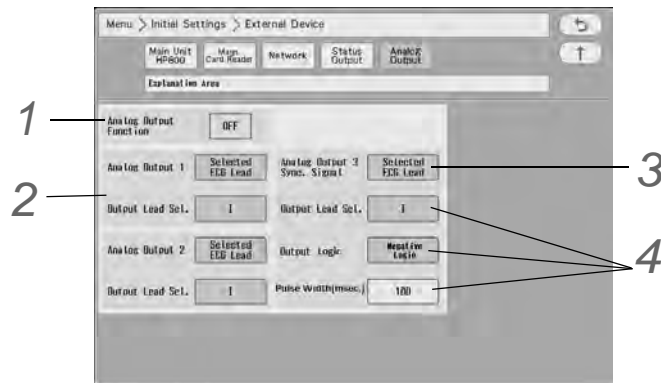 Menu > Initial Settings > External Device
Main Unit HP800
Magn. Card Reader
Network
Status Output
Analog Output
Explanation Area
1
Analog Output Function
OFF
2
Analog Output 1
Selected ECG Lead
Analog Output 3 Sync. Signal
Selected ECG Lead
3
Output Lead Sel.
I
Output Lead Sel.
I
4
Analog Output 2
Selected ECG Lead
Output Logic
Negative Logic
Output Lead Sel.
I
Pulse Width(msec.)
100